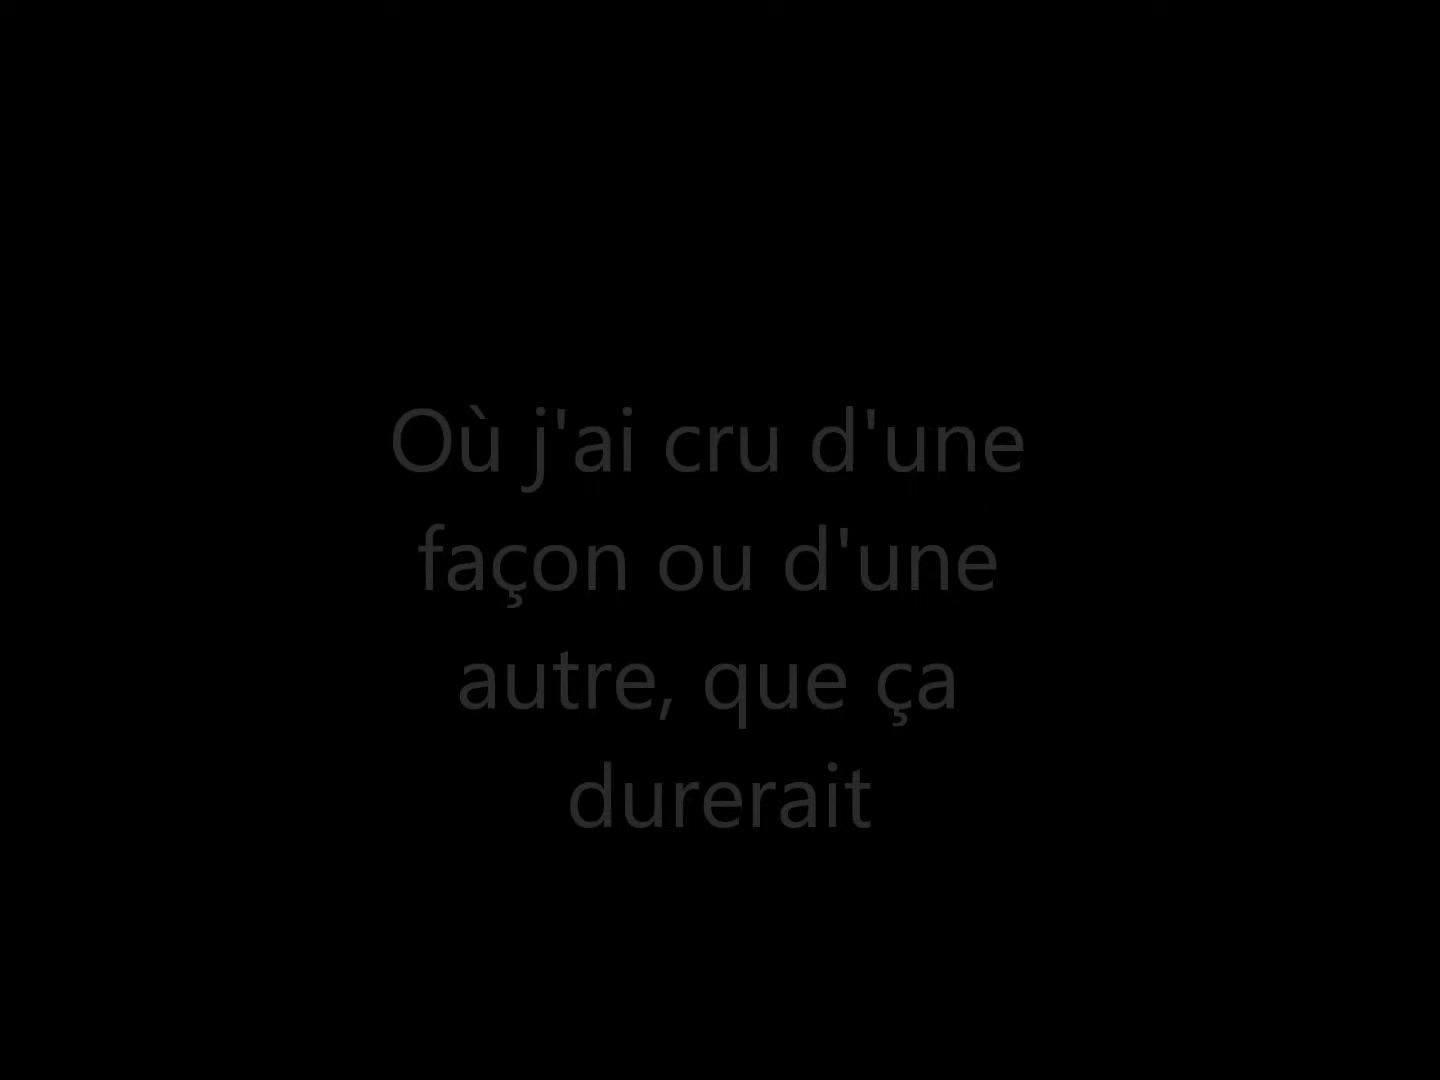 Où j'ai cru d'une
façon ou d'une
autre, que ça
durerait